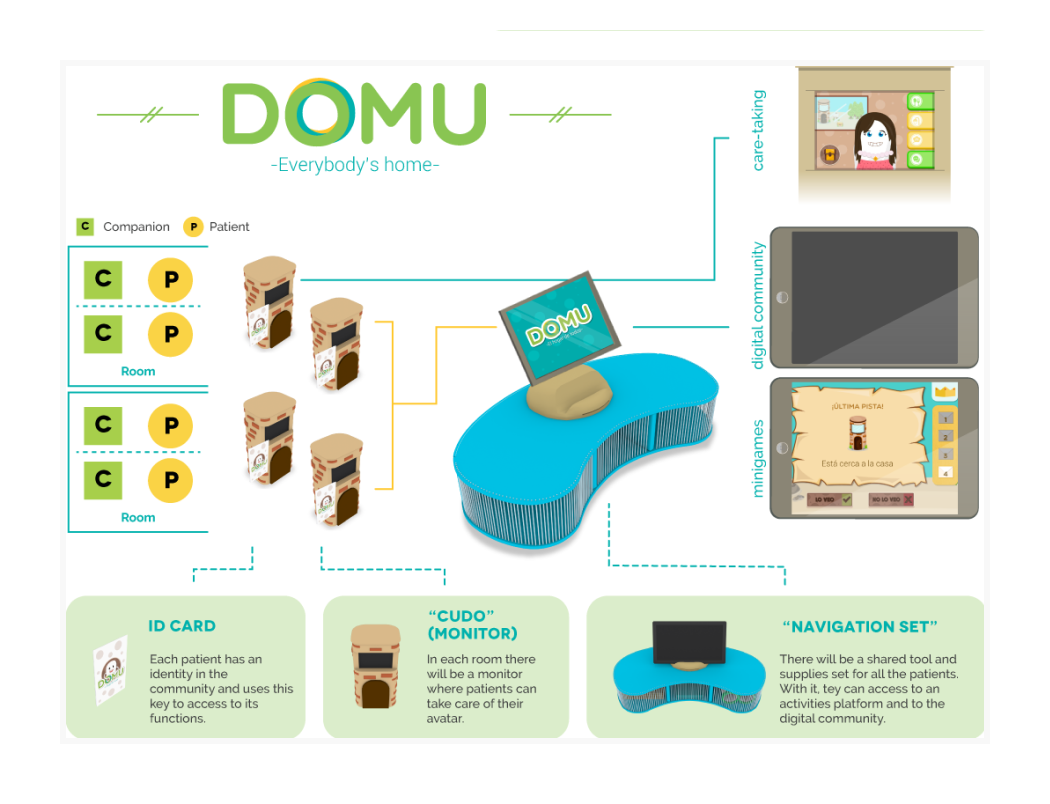 DOMU
-Everybody's home-
care-taking
C Companion P Patient
C P
C P
Room
C P
C P
Room
DOMU
digital community
minigames
¡ÚLTIMA PISTA!
Está cerca a la casa
1
2
3
4
LO VEO
NO LO VEO
ID CARD
Each patient has an
identity in the
community and uses this
key to access to its
functions.
DOMU
"CUDO"
(MONITOR)
In each room there
will be a monitor
where patients can
take care of their
avatar.
"NAVIGATION SET"
There will be a shared tool and
supplies set for all the patients.
With it, tey can access to an
activities platform and to the
digital community.